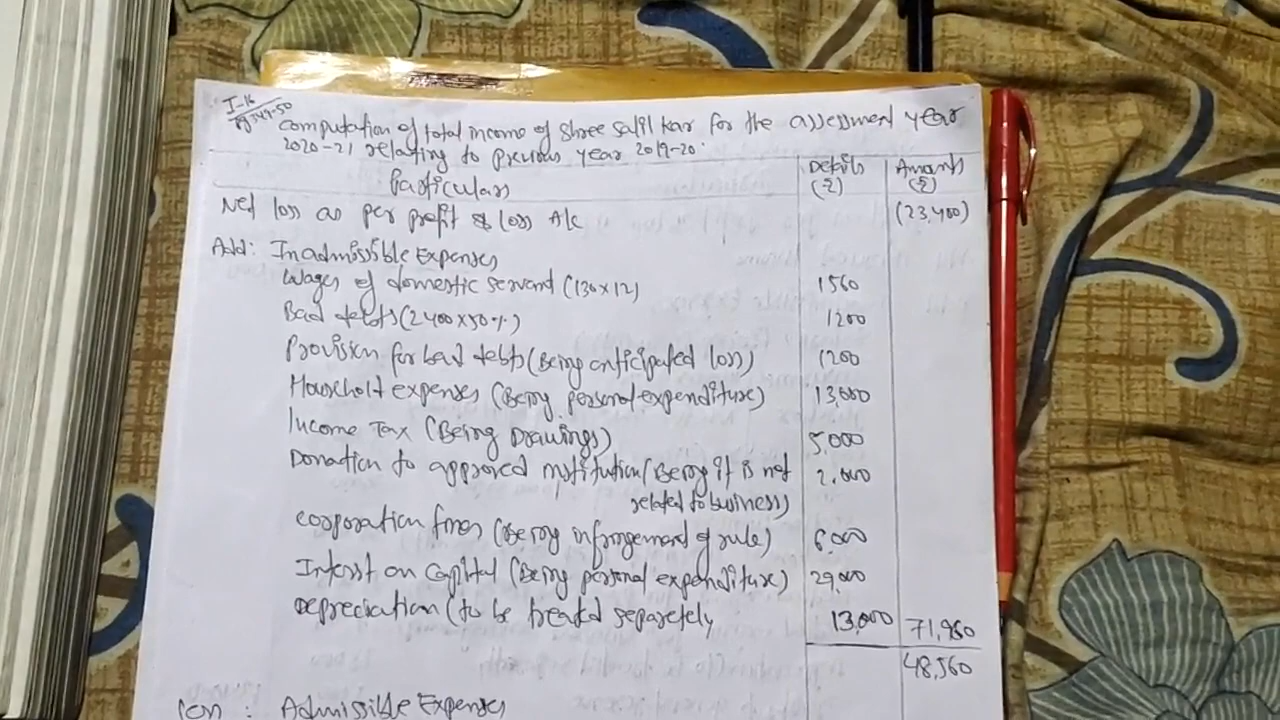 I-16
computation of total income of Shree Salil kar for the assessment year
2020-21 relating to previous year 2019-20.
Particulars Details (₹) Amounts (₹)
Net loss as per profit & loss A/c (23,400)
Add: Inadmissible Expenses
Wages of domestic servant (130x12) 1560
Bad debts (2400x50%) 1200
Provision for bad debts (Being anticipated loss) 1200
Household expenses (Being personal expenditure) 13,000
Income Tax (Being Drawings) 5,000
Donation to approved institution (Being it is not 2,000
related to business)
corporation fines (Being infringement of rule) 6,000
Interest on capital (Being personal expenditure) 29,000
Depreciation (to be treated separetely 13,000 71,960
48,560
Less: Admissible Expenses